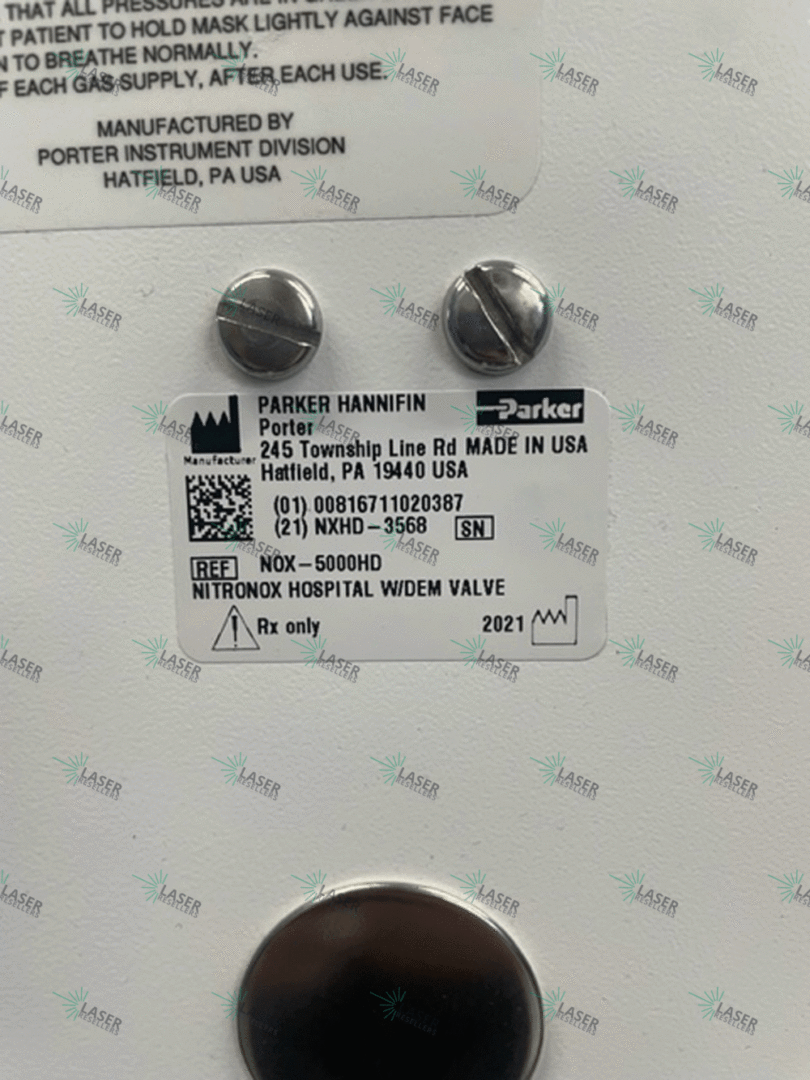 THAT ALL PRESSURES ARE IN
PATIENT TO HOLD MASK LIGHTLY AGAINST FACE
TO BREATHE NORMALLY.
EACH GAS SUPPLY, AFTER EACH USE.
MANUFACTURED BY
PORTER INSTRUMENT DIVISION
HATFIELD, PA USA
PARKER HANNIFIN
Parker
Porter
245 Township Line Rd MADE IN USA
Manufacturer
Hatfield, PA 19440 USA
(01) 00816711020387
(21) NXHD-3568 SN
REF NOX-5000HD
NITRONOX HOSPITAL W/DEM VALVE
Rx only
2021
LASER RESELLERS